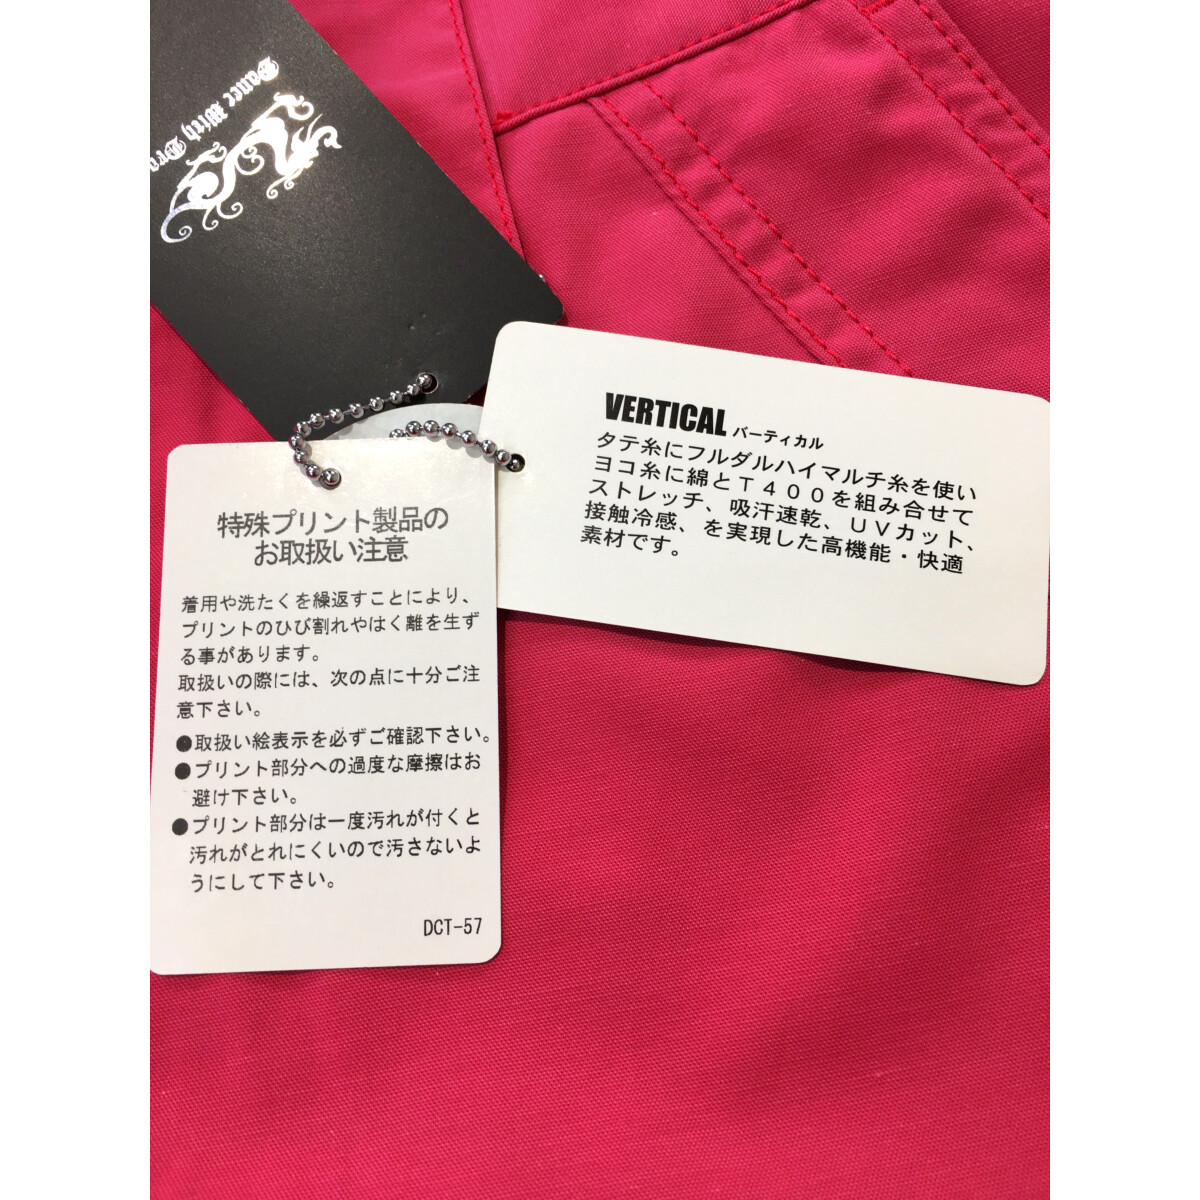 Dance With Dra
VERTICAL バーティカル
タテ糸にフルダルハイマルチ糸を使い
ヨコ糸に綿とT400を組み合せて
ストレッチ、吸汗速乾、UVカット、
接触冷感、を実現した高機能・快適
素材です。
特殊プリント製品の
お取扱い注意
着用や洗たくを繰返すことにより、
プリントのひび割れやはく離を生ず
る事があります。
取扱いの際には、次の点に十分ご注
意下さい。
●取扱い絵表示を必ずご確認下さい。
●プリント部分への過度な摩擦はお
避け下さい。
●プリント部分は一度汚れが付くと
汚れがとれにくいので汚さないよ
うにして下さい。
DCT-57